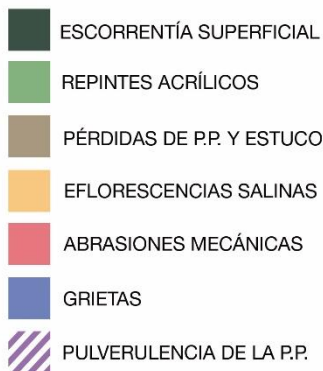 ESCORRENTÍA SUPERFICIAL
REPINTES ACRÍLICOS
PÉRDIDAS DE P.P. Y ESTUCO
EFLORESCENCIAS SALINAS
ABRASIONES MECÁNICAS
GRIETAS
PULVERULENCIA DE LA P.P.